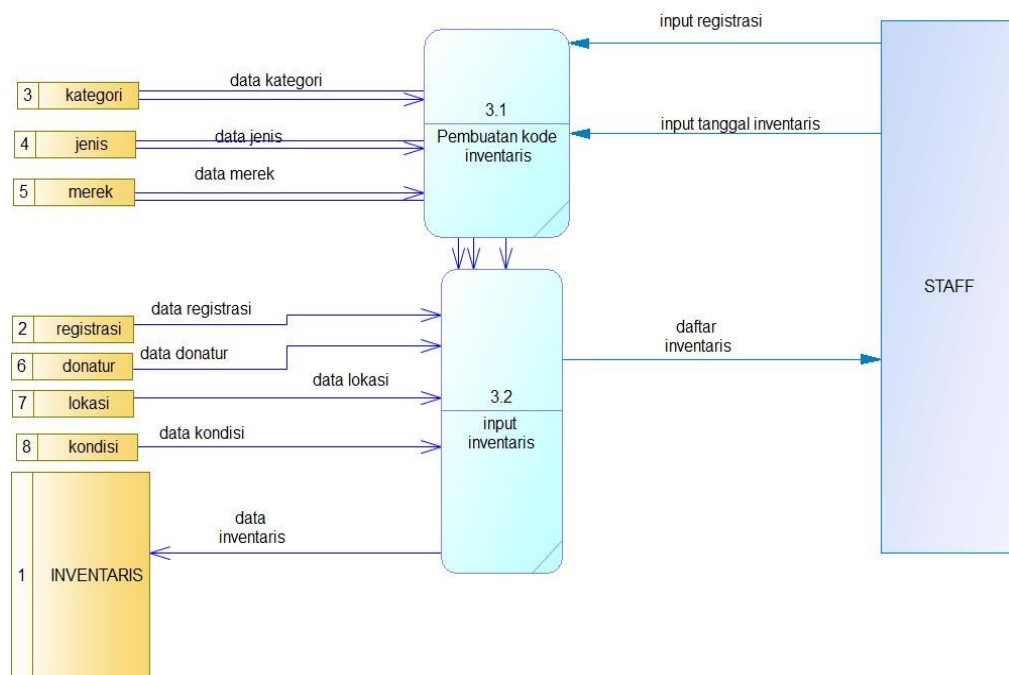 input registrasi
data kategori
3 kategori
3.1
input tanggal inventaris
4 jenis
data jenis
Pembuatan kode
inventaris
data merek
5 merek
STAFF
data registrasi
2 registrasi
data donatur
6 donatur
daftar
inventaris
data lokasi
7 lokasi
3.2
input
inventaris
data kondisi
8 kondisi
data
inventaris
1 INVENTARIS